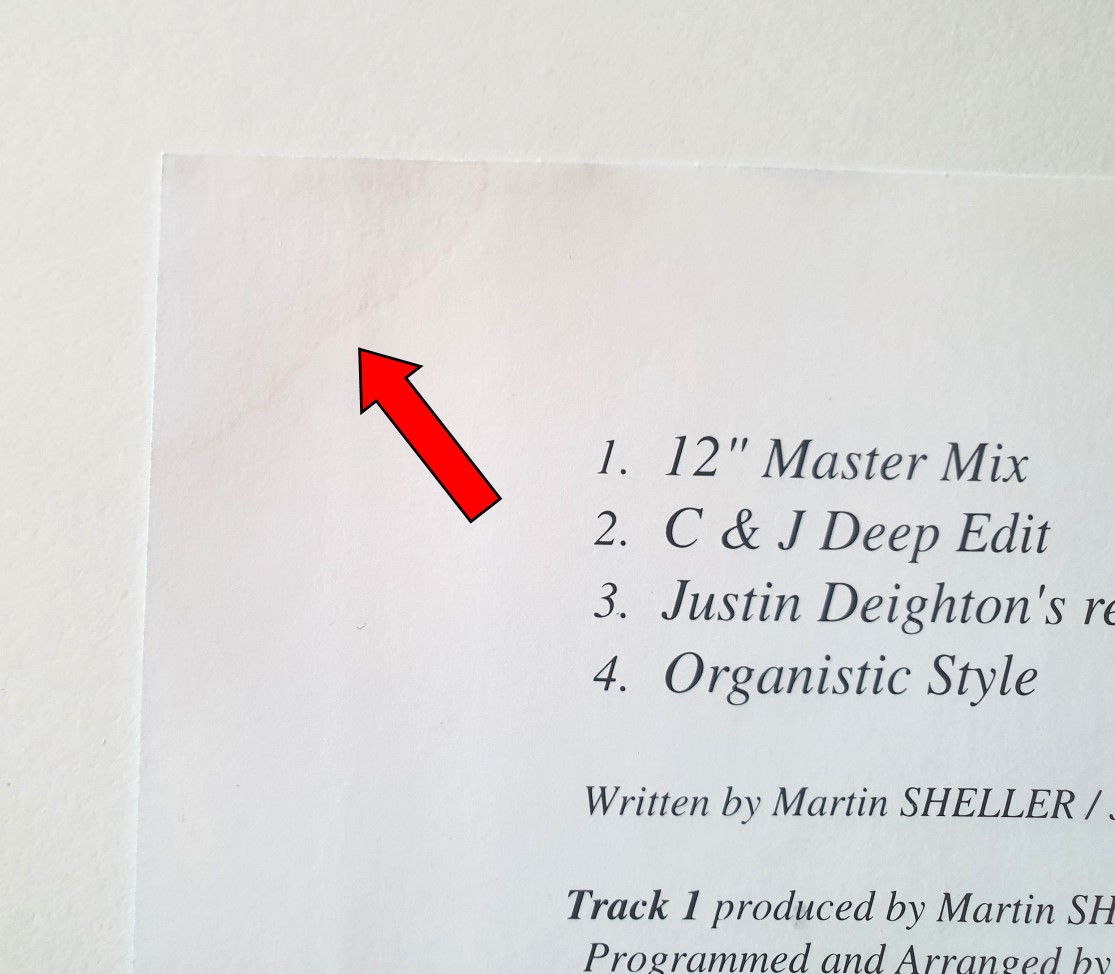 1. 12" Master Mix
2. C & J Deep Edit
3. Justin Deighton's
4. Organistic Style
Written by Martin SHELLER /
Track 1 produced by Martin
Programmed and Arranged by